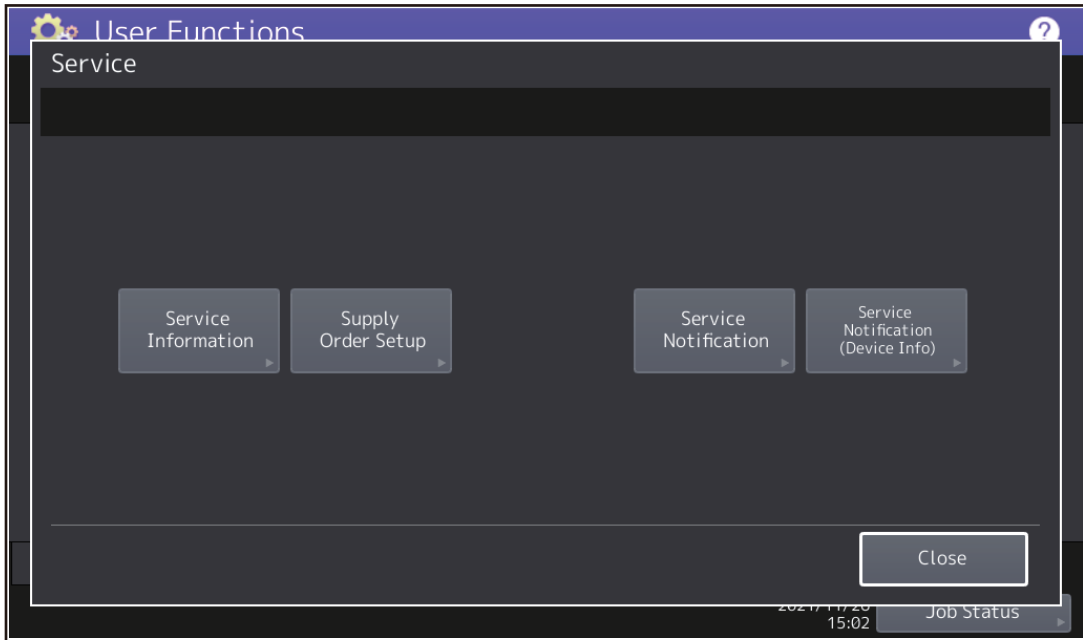 User Functions
?
Service
Service
Information
Supply
Order Setup
Service
Notification
Service
Notification
(Device Info)
Close
15:02
Job Status